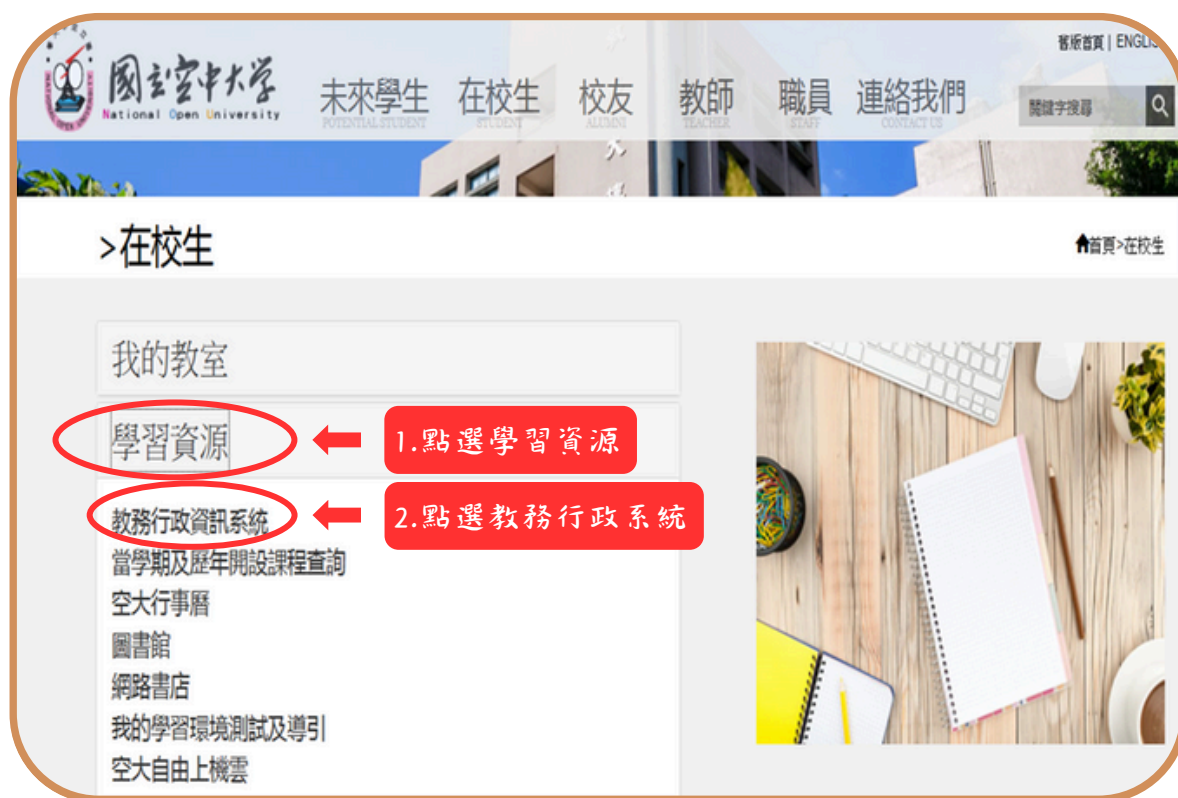 舊版首頁 | ENGLIS
國立空中大學
National Open University
未來學生 在校生 校友 教師 職員 連絡我們
POTENTIAL STUDENT STUDENT ALUMNI TEACHER STAFF CONTACT US
關鍵字搜尋
>在校生
首頁>在校生
我的教室
學習資源
1.點選學習資源
教務行政資訊系統
2.點選教務行政系統
當學期及歷年開設課程查詢
空大行事曆
圖書館
網路書店
我的學習環境測試及導引
空大自由上機雲